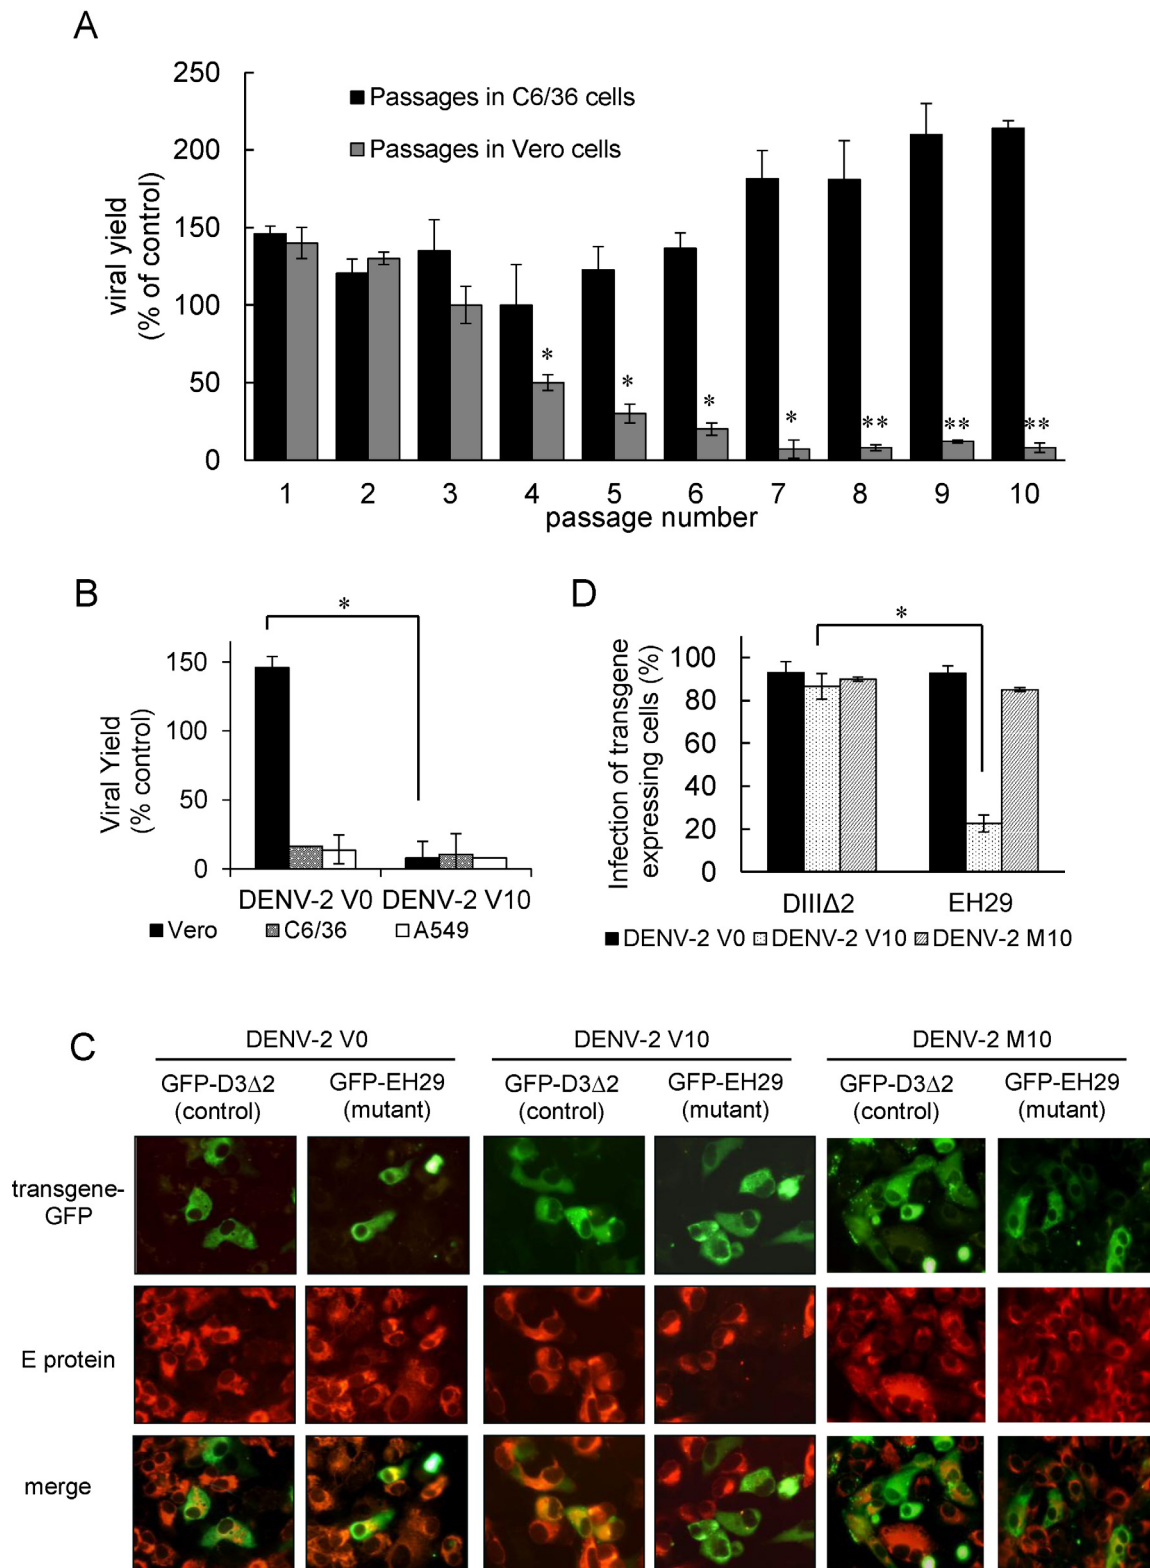 A
250
200
150
100
50
0
viral yield
(% of control)
Passages in C6/36 cells
Passages in Vero cells
*
*
*
*
**
**
**
1 2 3 4 5 6 7 8 9 10
passage number
B
*
150
100
50
0
Viral Yield
(% control)
DENV-2 V0 DENV-2 V10
Vero C6/36 A549
D
*
100
80
60
40
20
0
Infection of transgene
expressing cells (%)
DIIIΔ2 EH29
DENV-2 V0 DENV-2 V10 DENV-2 M10
C
DENV-2 V0 DENV-2 V10 DENV-2 M10
GFP-D3Δ2 GFP-EH29 GFP-D3Δ2 GFP-EH29 GFP-D3Δ2 GFP-EH29
(control) (mutant) (control) (mutant) (control) (mutant)
transgene-
GFP
E protein
merge